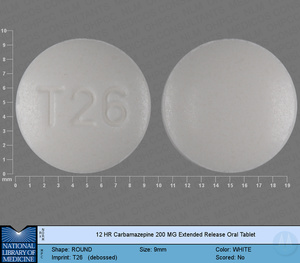 T26
10
9
8
7
6
5
4
3
2
1
0
mm
0 1 2 3 4 5 6 7 8 9 10 11 12 13 14 15 16 17 18 19
12 HR Carbamazepine 200 MG Extended Release Oral Tablet
NATIONAL
LIBRARY OF
MEDICINE
Shape: ROUND Size: 9mm Color: WHITE
Imprint: T26 (debossed) Scored: No